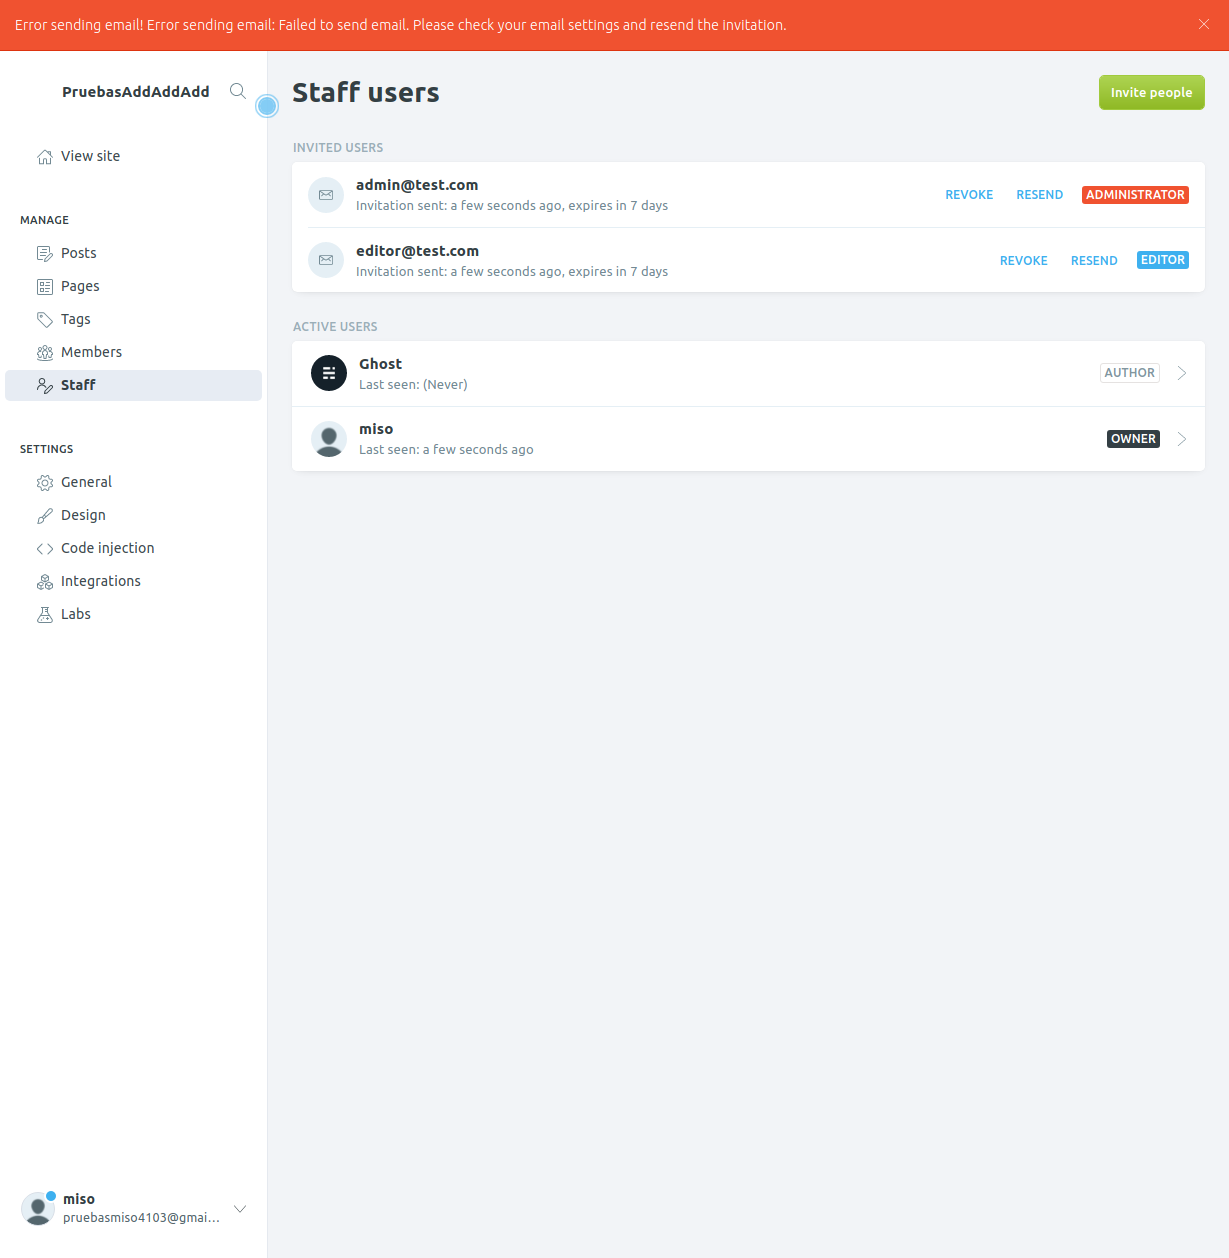 Error sending email! Error sending email: Failed to send email. Please check your email settings and resend the invitation.
PruebasAddAddAdd
View site
MANAGE
Posts
Pages
Tags
Members
Staff
SETTINGS
General
Design
Code injection
Integrations
Labs
miso
pruebasmiso4103@gmai...
Staff users
Invite people
INVITED USERS
admin@test.com
Invitation sent: a few seconds ago, expires in 7 days
REVOKE RESEND ADMINISTRATOR
editor@test.com
Invitation sent: a few seconds ago, expires in 7 days
REVOKE RESEND EDITOR
ACTIVE USERS
Ghost
Last seen: (Never)
AUTHOR
miso
Last seen: a few seconds ago
OWNER